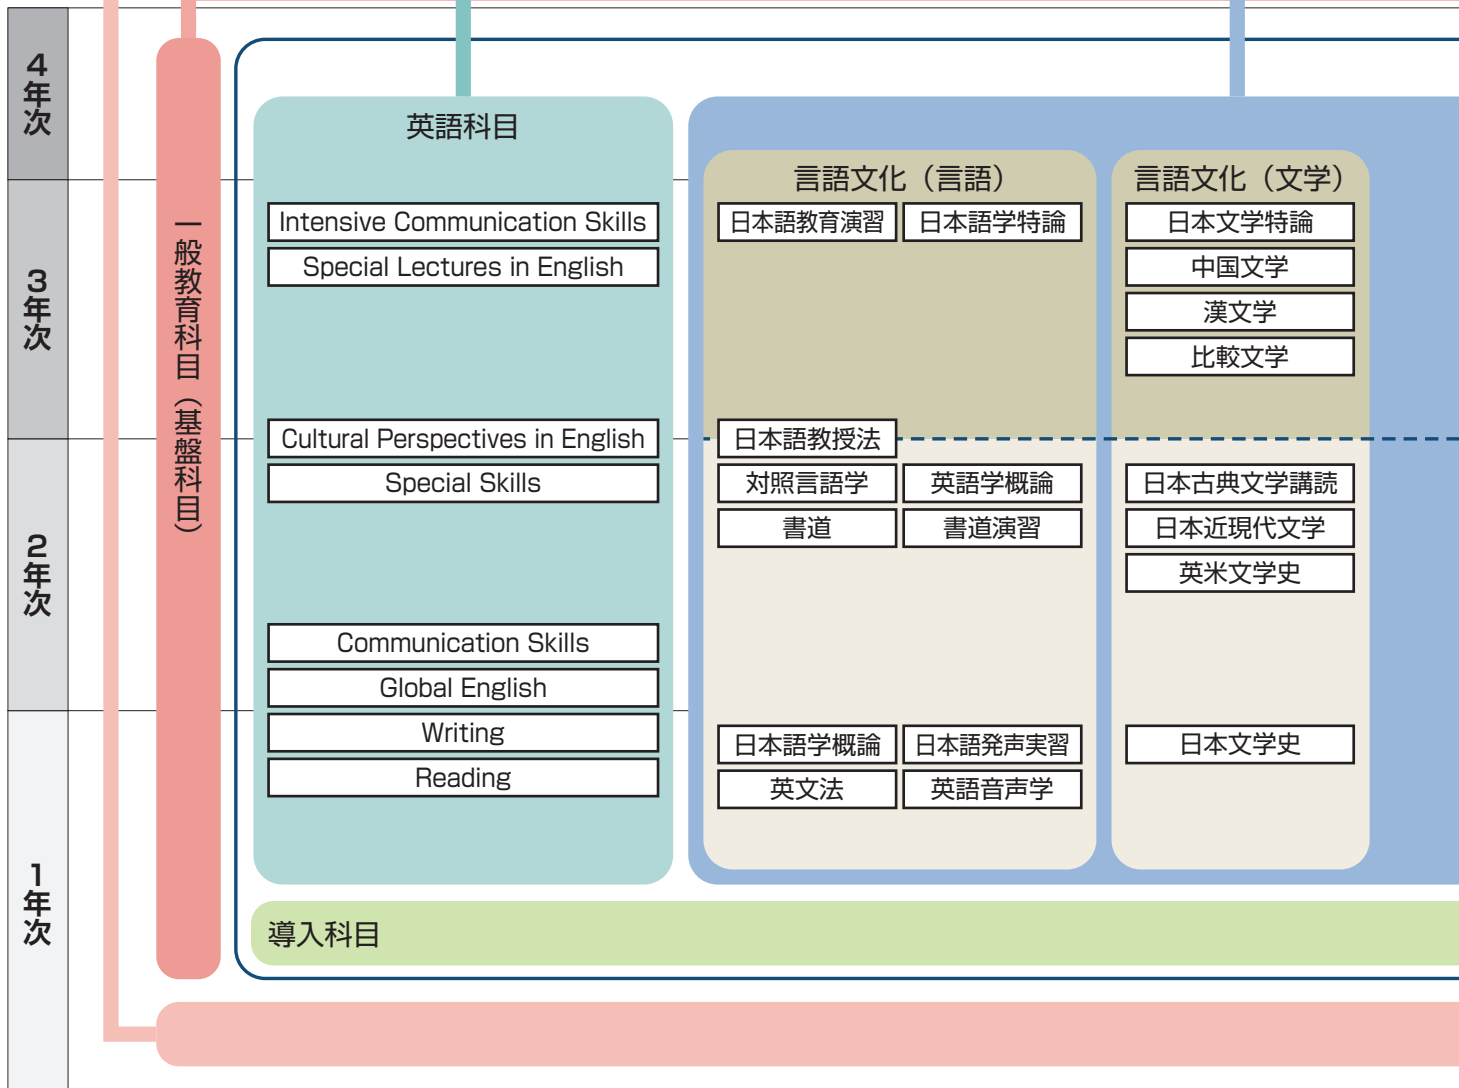 4年次
3年次
2年次
1年次
一般教育科目（基盤科目）
英語科目
Intensive Communication Skills
Special Lectures in English
Cultural Perspectives in English
Special Skills
Communication Skills
Global English
Writing
Reading
言語文化（言語）
日本語教育演習 日本語学特論
日本語教授法
対照言語学 英語学概論
書道 書道演習
日本語学概論 日本語発声実習
英文法 英語音声学
言語文化（文学）
日本文学特論
中国文学
漢文学
比較文学
日本古典文学講読
日本近現代文学
英米文学史
日本文学史
導入科目